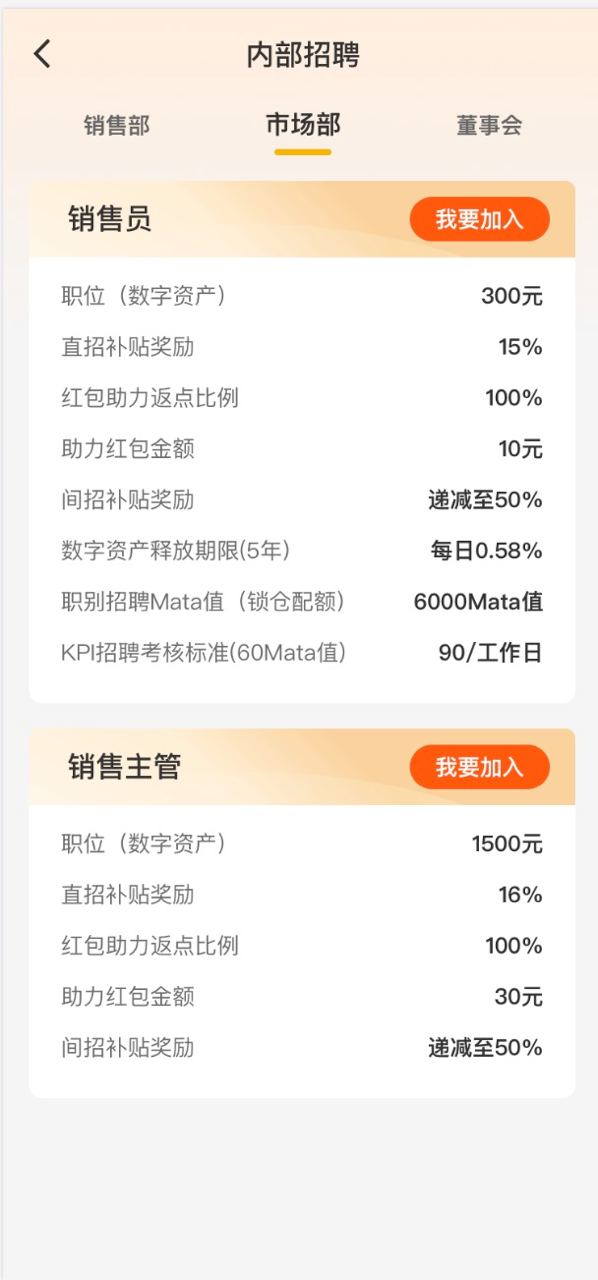 内部招聘
销售部 市场部 董事会
销售员 我要加入
职位（数字资产） 300元
直招补贴奖励 15%
红包助力返点比例 100%
助力红包金额 10元
间招补贴奖励 递减至50%
数字资产释放期限(5年) 每日0.58%
职别招聘Mata值（锁仓配额） 6000Mata值
KPI招聘考核标准(60Mata值) 90/工作日
销售主管 我要加入
职位（数字资产） 1500元
直招补贴奖励 16%
红包助力返点比例 100%
助力红包金额 30元
间招补贴奖励 递减至50%